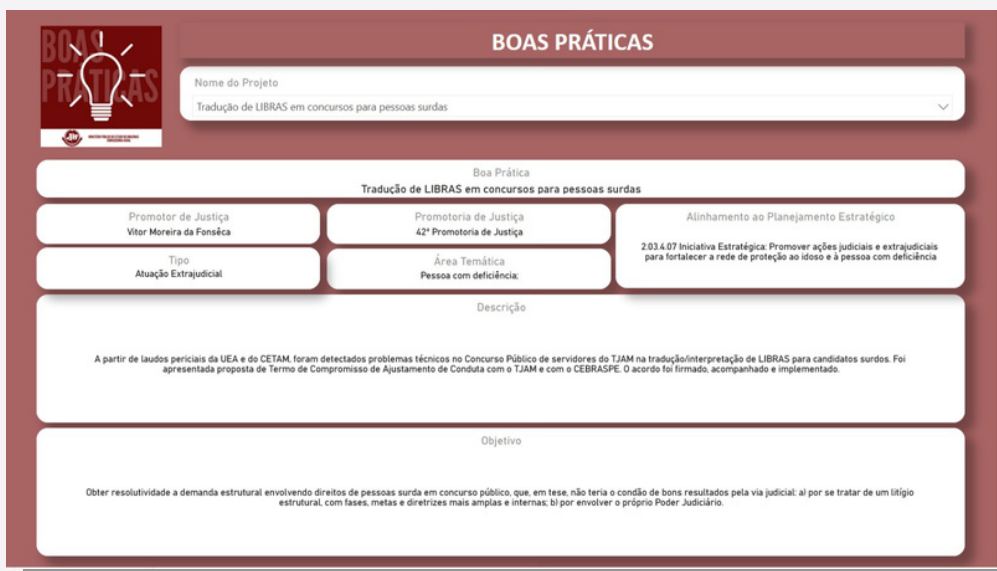 BOAS PRÁTICAS
BOAS
PRÁTICAS
Nome do Projeto
Tradução de LIBRAS em concursos para pessoas surdas
Boa Prática
Tradução de LIBRAS em concursos para pessoas surdas
Promotor de Justiça
Vitor Moreira da Fonsêca
Promotoria de Justiça
42ª Promotoria de Justiça
Alinhamento ao Planejamento Estratégico
2.03.4.07 Iniciativa Estratégica: Promover ações judiciais e extrajudiciais
para fortalecer a rede de proteção ao idoso e à pessoa com deficiência
Tipo
Atuação Extrajudicial
Área Temática
Pessoa com deficiência;
Descrição
A partir de laudos periciais da UEA e do CETAM, foram detectados problemas técnicos no Concurso Público de servidores do TJAM na tradução/interpretação de LIBRAS para candidatos surdos. Foi
apresentada proposta de Termo de Compromisso de Ajustamento de Conduta com o TJAM e com o CEBRASPE. O acordo foi firmado, acompanhado e implementado.
Objetivo
Obter resolutividade a demanda estrutural envolvendo direitos de pessoas surda em concurso público, que, em tese, não teria o condão de bons resultados pela via judicial: a) por se tratar de um litígio
estrutural, com fases, metas e diretrizes mais amplas e internas; b) por envolver o próprio Poder Judiciário.